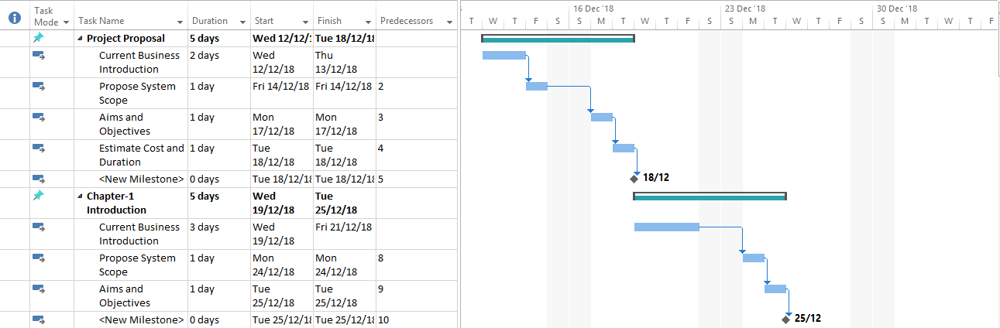 16 Dec '18 23 Dec '18 30 Dec '18
Task Mode Task Name Duration Start Finish Predecessors
T W T F S S M T W T F S S M T W T F S S M T W T F
Project Proposal 5 days Wed 12/12/1 Tue 18/12/18
Current Business 2 days Wed Thu
Introduction 12/12/18 13/12/18
Propose System 1 day Fri 14/12/18 Fri 14/12/18 2
Scope
Aims and 1 day Mon Mon 3
Objectives 17/12/18 17/12/18
Estimate Cost and 1 day Tue Tue 4
Duration 18/12/18 18/12/18
<New Milestone> 0 days Tue 18/12/18 Tue 18/12/18 5 18/12
Chapter-1 5 days Wed Tue
Introduction 19/12/18 25/12/18
Current Business 3 days Wed Fri 21/12/18
Introduction 19/12/18
Propose System 1 day Mon Mon 8
Scope 24/12/18 24/12/18
Aims and 1 day Tue Tue 9
Objectives 25/12/18 25/12/18
<New Milestone> 0 days Tue 25/12/18 Tue 25/12/18 10 25/12